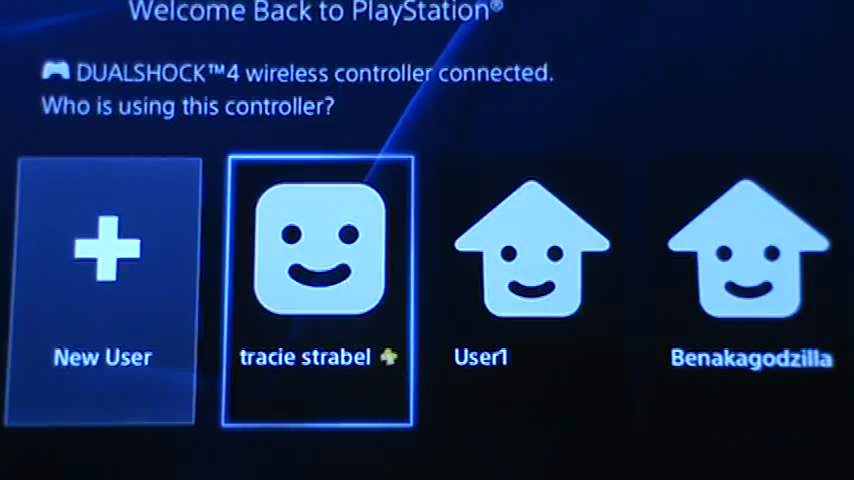 Welcome Back to PlayStation®
DUALSHOCK™4 wireless controller connected.
Who is using this controller?
New User
tracie strabel
User1
Benakagodzilla